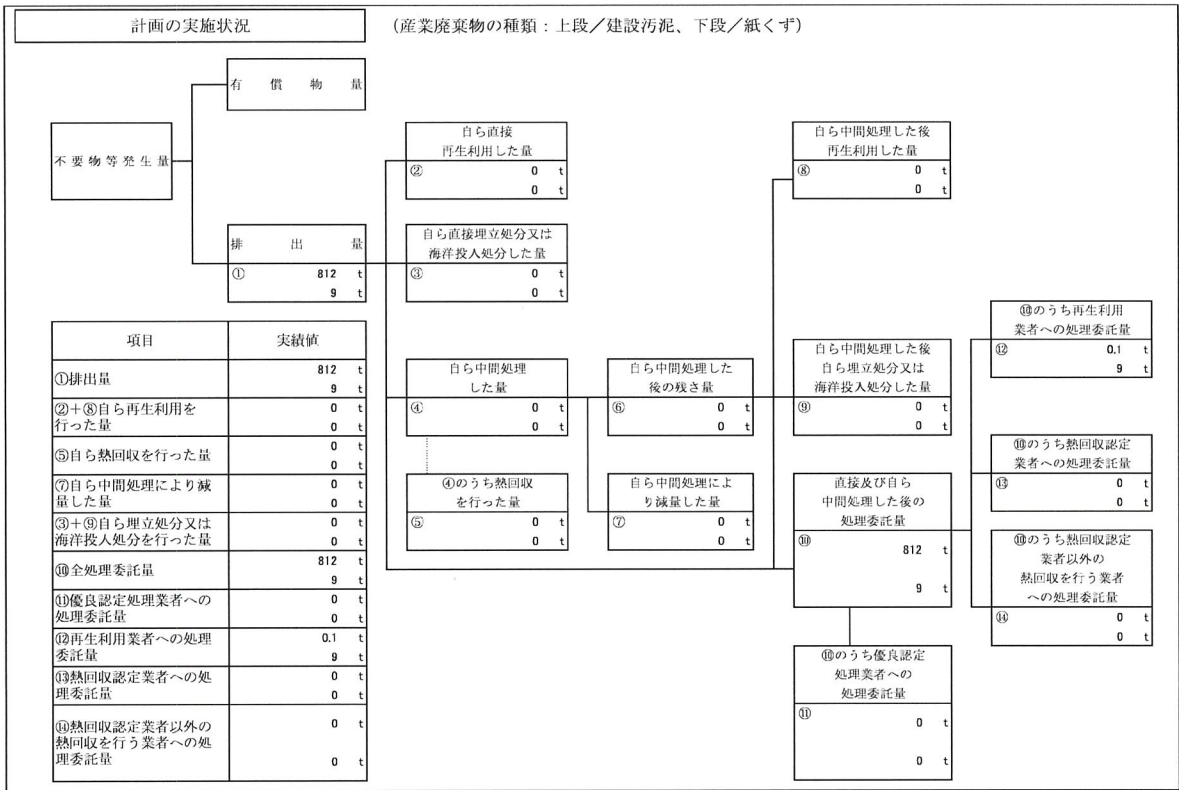 計画の実施状況
（産業廃棄物の種類：上段／建設汚泥、下段／紙くず）
有償物量
不要物等発生量
排出量
① 812 t
9 t
自ら直接
再生利用した量
② 0 t
0 t
自ら直接埋立処分又は
海洋投入処分した量
③ 0 t
0 t
自ら中間処理した後
再生利用した量
⑧ 0 t
0 t
項目 実績値
①排出量 812 t
9 t
②＋⑧自ら再生利用を
行った量
0 t
0 t
⑤自ら熱回収を行った量 0 t
0 t
⑦自ら中間処理により減
量した量
0 t
0 t
③＋⑨自ら埋立処分又は
海洋投入処分を行った量
0 t
0 t
⑩全処理委託量 812 t
9 t
⑪優良認定処理業者への
処理委託量
0 t
0 t
⑫再生利用業者への処理
委託量
0.1 t
9 t
⑬熱回収認定業者への処
理委託量
0 t
0 t
⑭熱回収認定業者以外の
熱回収を行う業者への処
理委託量
0 t
0 t
自ら中間処理
した量
④ 0 t
0 t
④のうち熱回収
を行った量
⑤ 0 t
0 t
自ら中間処理した
後の残さ量
⑥ 0 t
0 t
自ら中間処理によ
り減量した量
⑦ 0 t
0 t
自ら中間処理した後
自ら埋立処分又は
海洋投入処分した量
⑨ 0 t
0 t
直接及び自ら
中間処理した後の
処理委託量
⑩ 812 t
9 t
⑩のうち優良認定
処理業者への
処理委託量
⑪ 0 t
0 t
⑩のうち再生利用
業者への処理委託量
⑫ 0.1 t
9 t
⑩のうち熱回収認定
業者への処理委託量
⑬ 0 t
0 t
⑩のうち熱回収認定
業者以外の
熱回収を行う業者
への処理委託量
⑭ 0 t
0 t